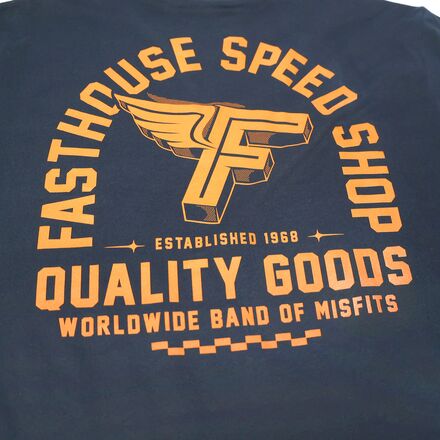 FASTHOUSE SPEED SHOP
F
ESTABLISHED 1968
QUALITY GOODS
WORLDWIDE BAND OF MISFITS